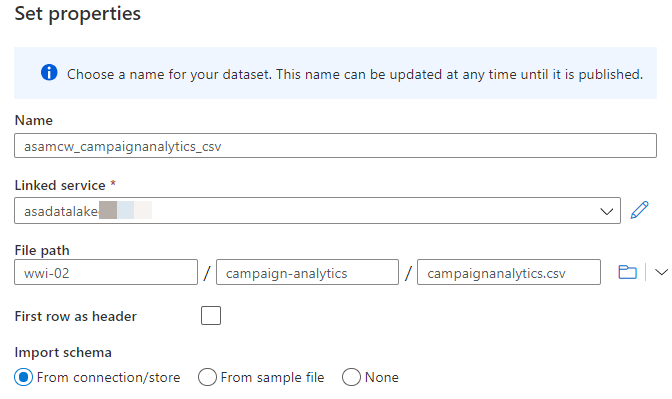 Set properties
Choose a name for your dataset. This name can be updated at any time until it is published.
Name
asamcw_campaignanalytics_csv
Linked service *
asadatalake
File path
wwi-02 / campaign-analytics / campaignanalytics.csv
First row as header
Import schema
From connection/store From sample file None